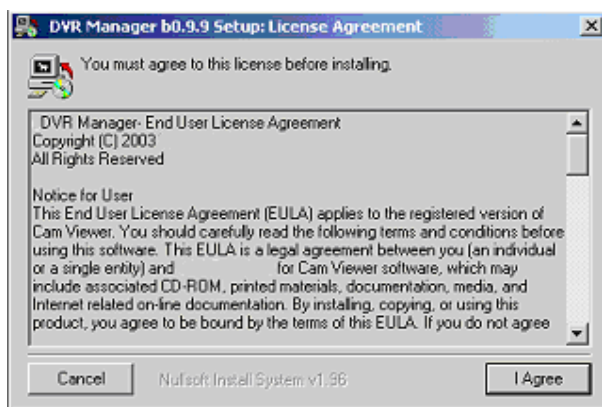 DVR Manager b0.9.9 Setup: License Agreement
You must agree to this license before installing.
DVR Manager- End User License Agreement
Copyright (C) 2003
All Rights Reserved
Notice for User
This End User License Agreement (EULA) applies to the registered version of
Cam Viewer. You should carefully read the following terms and conditions before
using this software. This EULA is a legal agreement between you (an individual
or a single entity) and for Cam Viewer software, which may
include associated CD-ROM, printed materials, documentation, media, and
Internet related on-line documentation. By installing, copying, or using this
product, you agree to be bound by the terms of this EULA. If you do not agree
Cancel
Nullsoft Install System v1.96
I Agree